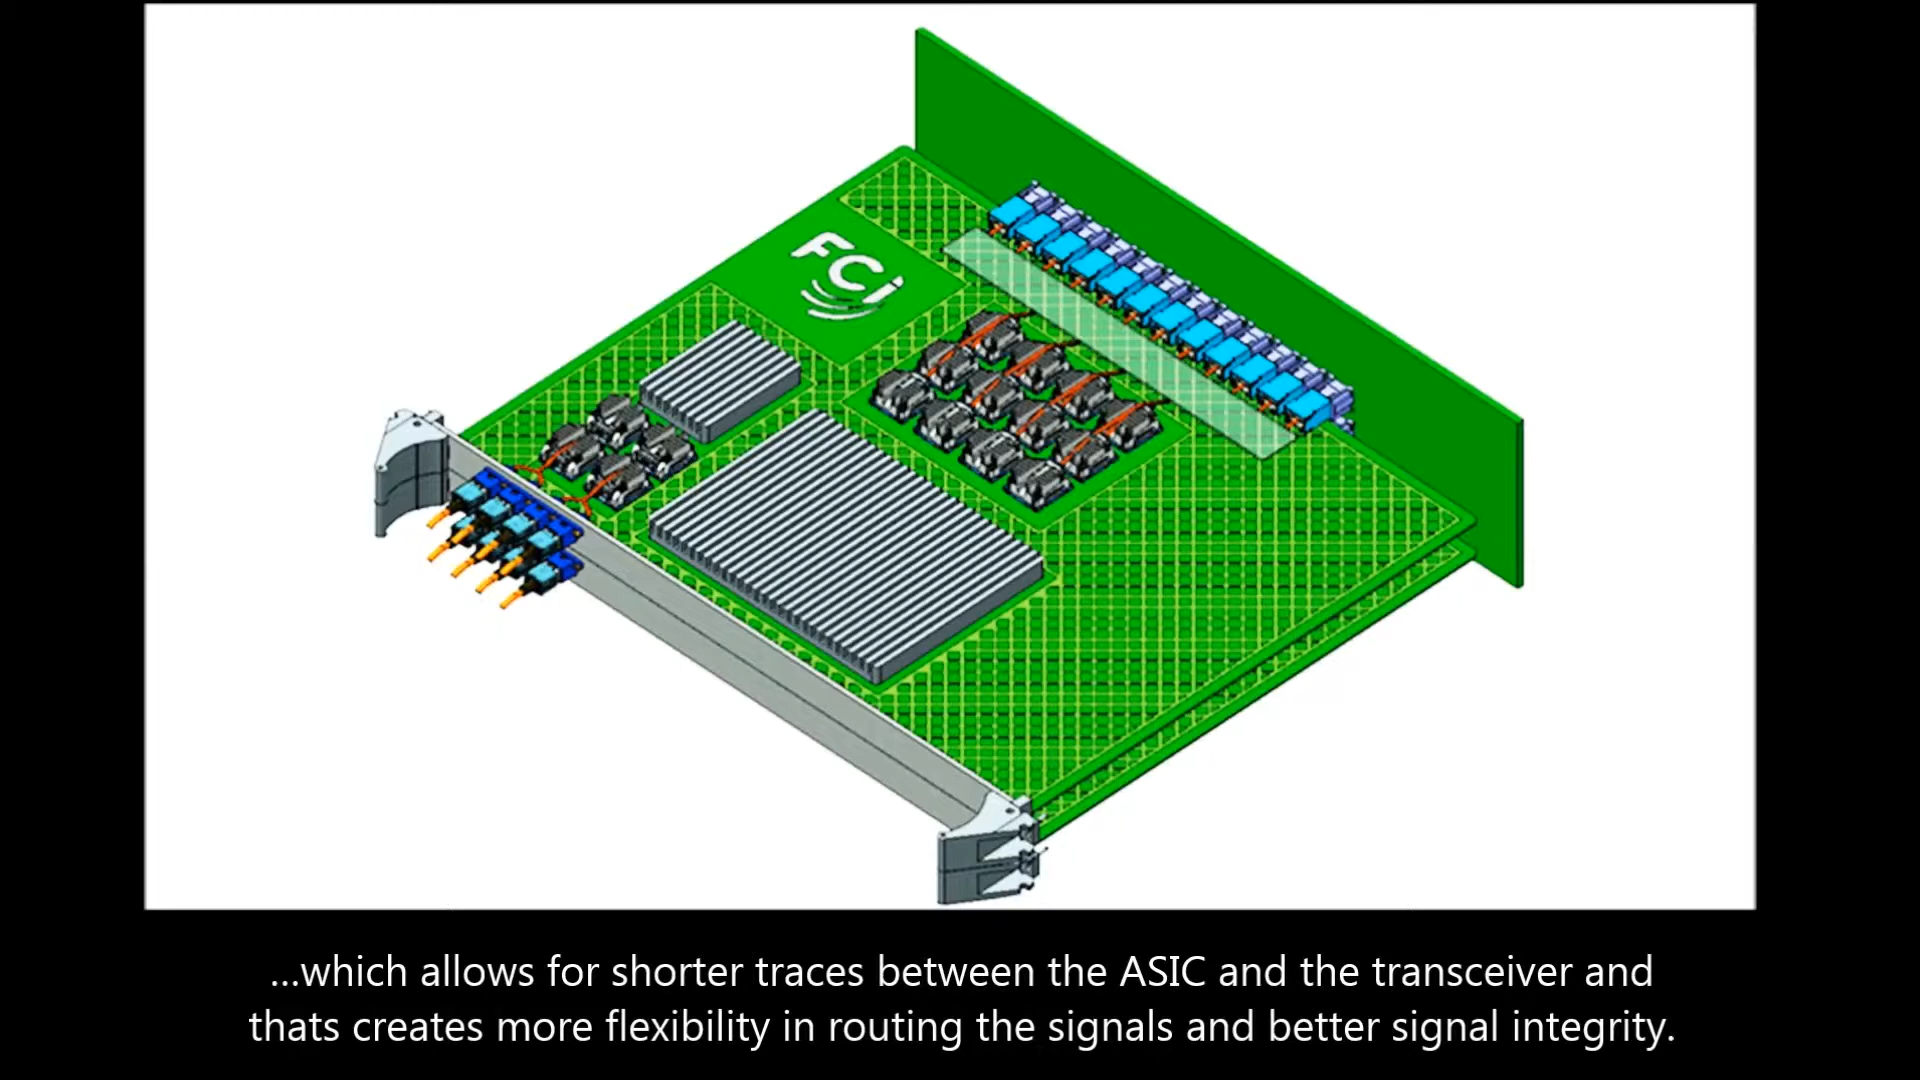 FCi
...which allows for shorter traces between the ASIC and the transceiver and
thats creates more flexibility in routing the signals and better signal integrity.